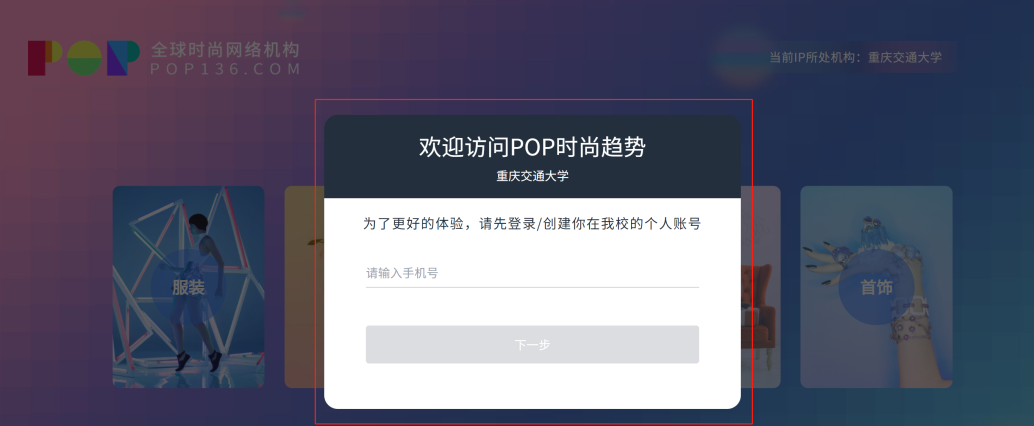 POP 全球时尚网络机构
POP136.COM
当前IP所处机构：重庆交通大学
欢迎访问POP时尚趋势
重庆交通大学
为了更好的体验，请先登录/创建你在我校的个人账号
请输入手机号
下一步
服装
首饰